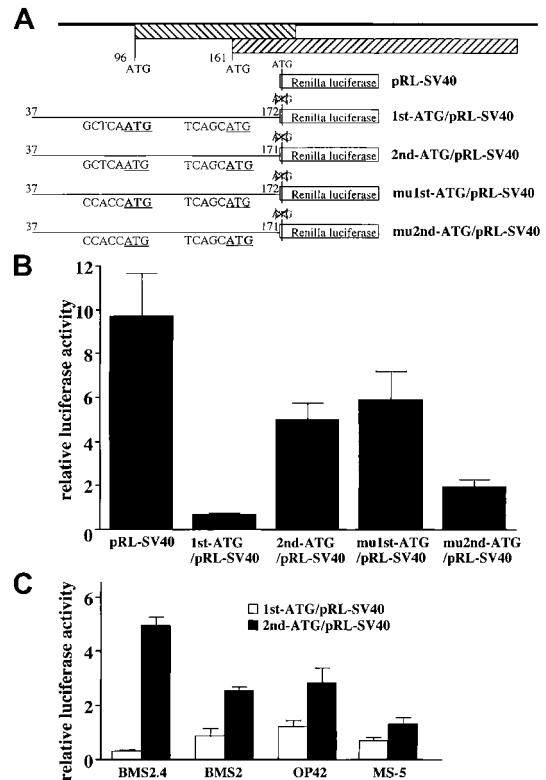 A
96
ATG
161
ATG
ATG
Renilla luciferase
pRL-SV40
37
GCTCAATG
TCAGCATG
172
Renilla luciferase
1st-ATG/pRL-SV40
37
GCTCAATG
TCAGCATG
171
Renilla luciferase
2nd-ATG/pRL-SV40
37
CCACCATG
TCAGCATG
172
Renilla luciferase
mu1st-ATG/pRL-SV40
37
CCACCATG
TCAGCATG
171
Renilla luciferase
mu2nd-ATG/pRL-SV40
B
relative luciferase activity
12
10
8
6
4
2
0
pRL-SV40
1st-ATG
/pRL-SV40
2nd-ATG
/pRL-SV40
mu1st-ATG
/pRL-SV40
mu2nd-ATG
/pRL-SV40
C
relative luciferase activity
6
4
2
0
1st-ATG/pRL-SV40
2nd-ATG/pRL-SV40
BMS2.4
BMS2
OP42
MS-5